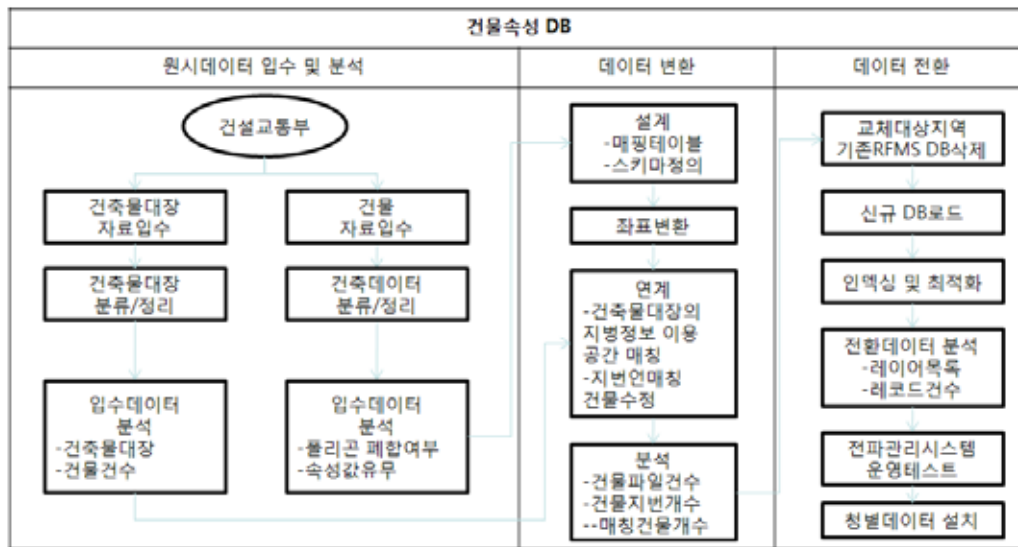 건물속성 DB
원시데이터 입수 및 분석
데이터 변환
데이터 전환
건설교통부
건축물대장
자료입수
건물
자료입수
건축물대장
분류/정리
건축데이터
분류/정리
입수데이터
분석
-건축물대장
-건물건수
입수데이터
분석
-폴리곤 폐합여부
-속성값유무
설계
-매핑테이블
-스키마정의
좌표변환
연계
-건축물대장의
지병정보 이용
공간 매칭
-지번언매칭
건물수정
분석
-건물파일건수
-건물지번개수
--매칭건물개수
교체대상지역
기존RFMS DB삭제
신규 DB로드
인덱싱 및 최적화
전환데이터 분석
-레이어목록
-레코드건수
전파관리시스템
운영테스트
청별데이터 설치